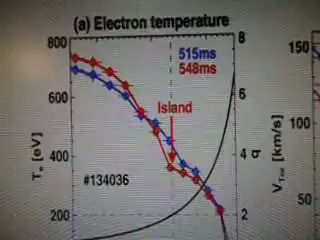 (a) Electron temperature
800
600
400
200
Te [eV]
515ms
548ms
Island
#134036
8
6
4
2
q
150
100
50
VTor [km/s]